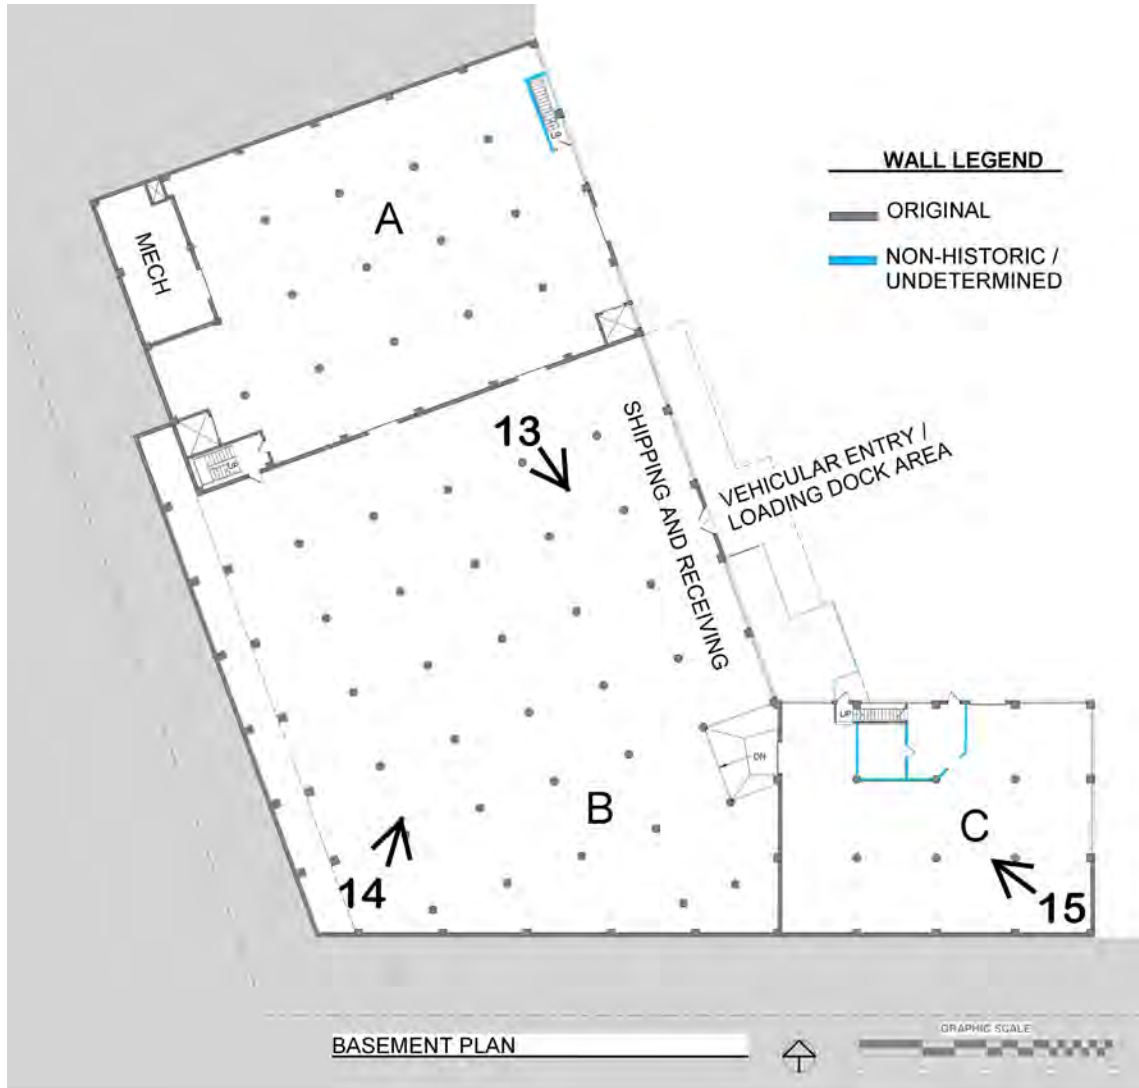 WALL LEGEND
ORIGINAL
NON-HISTORIC /
UNDETERMINED
A
MECH
UP
13
SHIPPING AND RECEIVING
VEHICULAR ENTRY /
LOADING DOCK AREA
UP
DN
B
C
14
15
BASEMENT PLAN
GRAPHIC SCALE